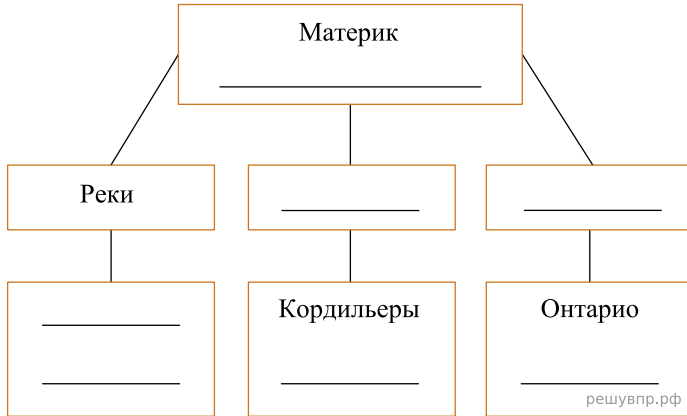 Материк
Реки
Кордильеры
Онтарио
решувпр.рф